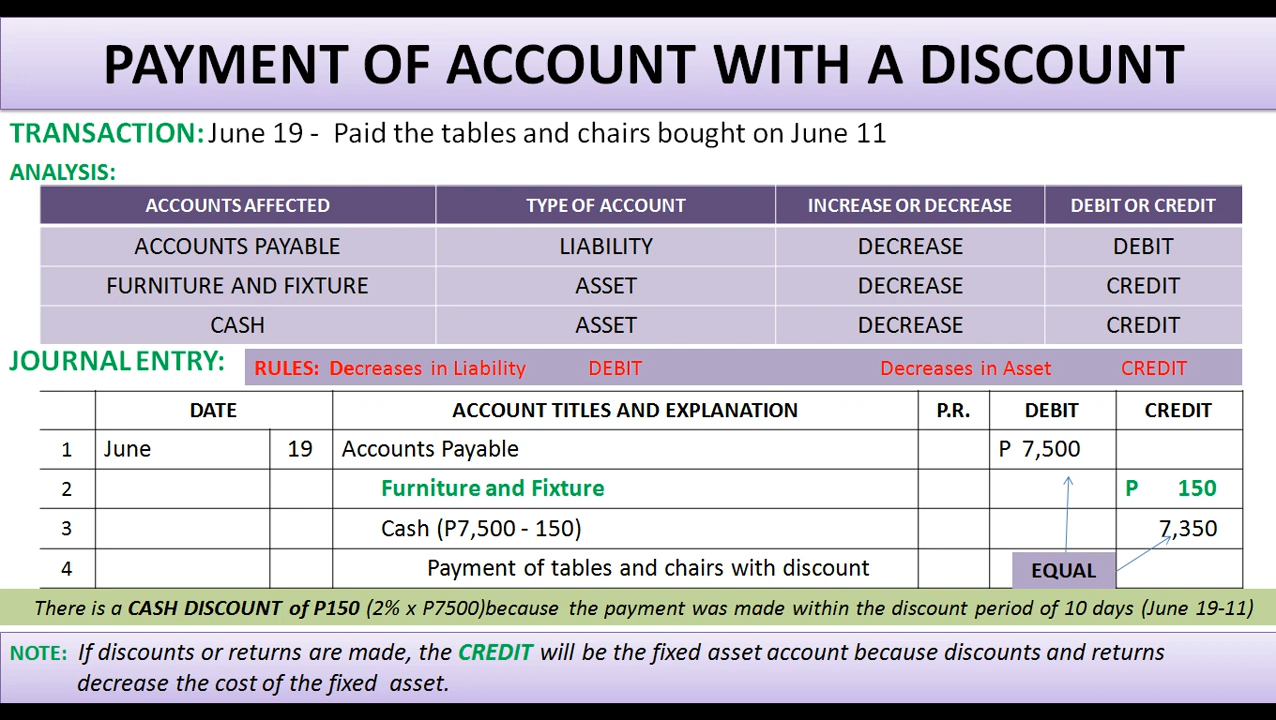 PAYMENT OF ACCOUNT WITH A DISCOUNT
TRANSACTION: June 19 - Paid the tables and chairs bought on June 11
ANALYSIS:
ACCOUNTS AFFECTED TYPE OF ACCOUNT INCREASE OR DECREASE DEBIT OR CREDIT
ACCOUNTS PAYABLE LIABILITY DECREASE DEBIT
FURNITURE AND FIXTURE ASSET DECREASE CREDIT
CASH ASSET DECREASE CREDIT
JOURNAL ENTRY: RULES: Decreases in Liability DEBIT Decreases in Asset CREDIT
DATE ACCOUNT TITLES AND EXPLANATION P.R. DEBIT CREDIT
1 June 19 Accounts Payable P 7,500
2 Furniture and Fixture P 150
3 Cash (P7,500 - 150) 7,350
4 Payment of tables and chairs with discount EQUAL
There is a CASH DISCOUNT of P150 (2% x P7500)because the payment was made within the discount period of 10 days (June 19-11)
NOTE: If discounts or returns are made, the CREDIT will be the fixed asset account because discounts and returns
decrease the cost of the fixed asset.